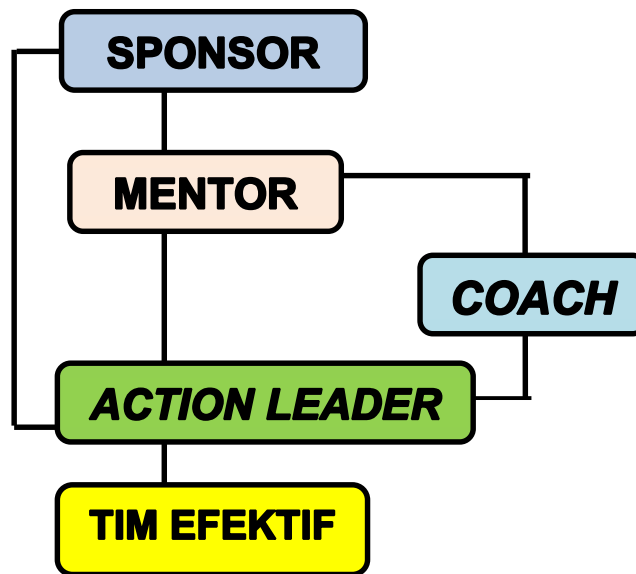 SPONSOR
MENTOR
COACH
ACTION LEADER
TIM EFEKTIF